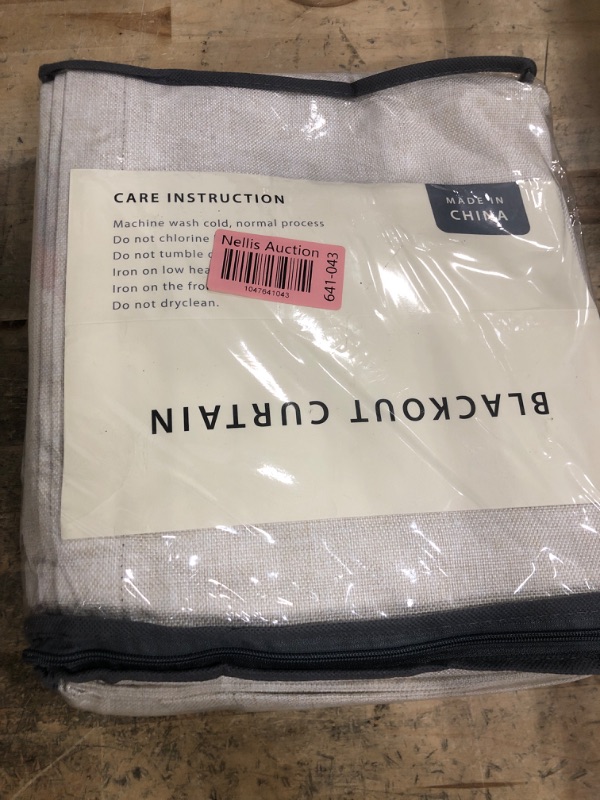 CARE INSTRUCTION
Machine wash cold, normal process
Do not chlorine
Do not tumble
Iron on low hea
Iron on the fro
Do not dryclean.
MADE IN
CHINA
Nellis Auction
1047641043
641-043
BLACKOUT CURTAIN